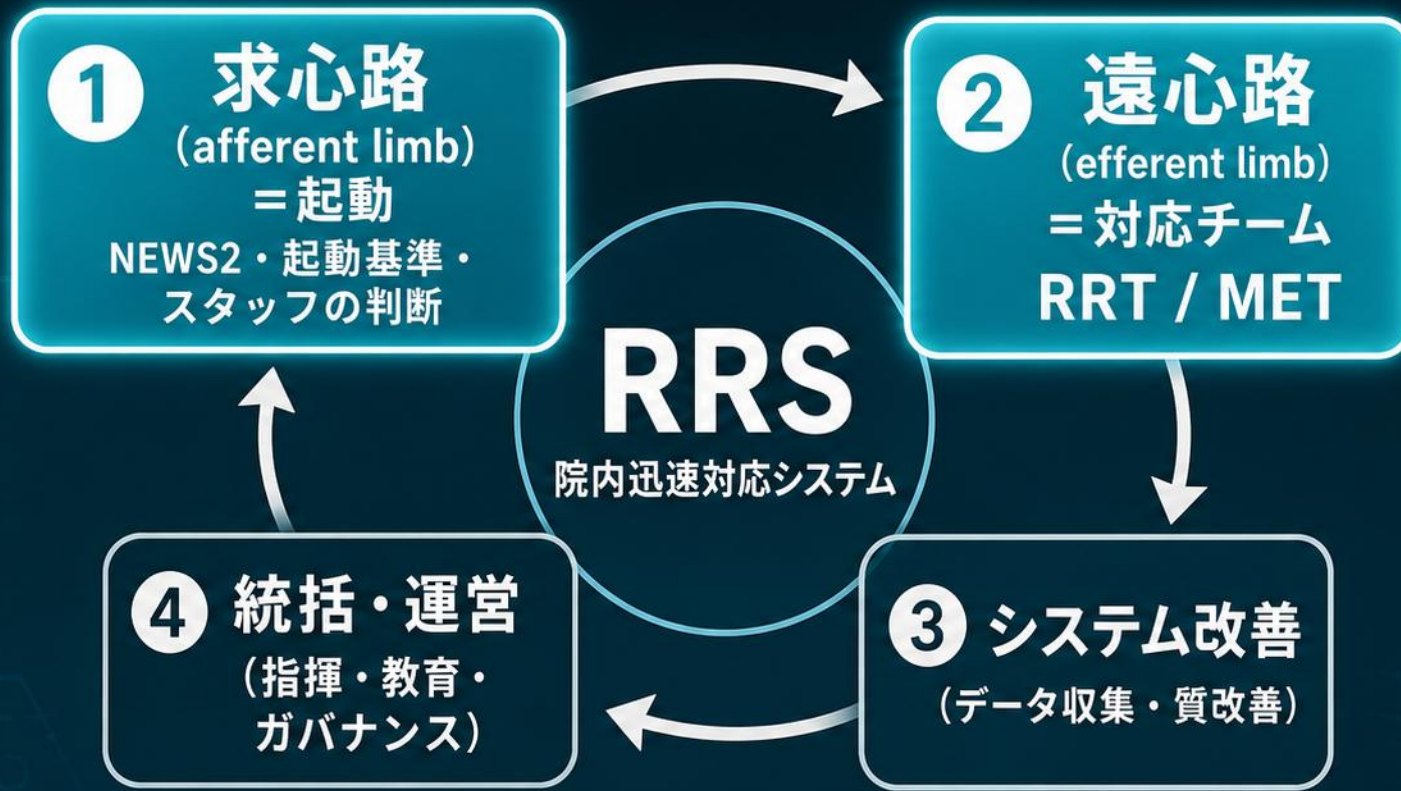 1 求心路
(afferent limb)
＝起動
NEWS2・起動基準・
スタッフの判断
2 遠心路
(efferent limb)
＝対応チーム
RRT / MET
RRS
院内迅速対応システム
3 システム改善
(データ収集・質改善)
4 統括・運営
(指揮・教育・
ガバナンス)